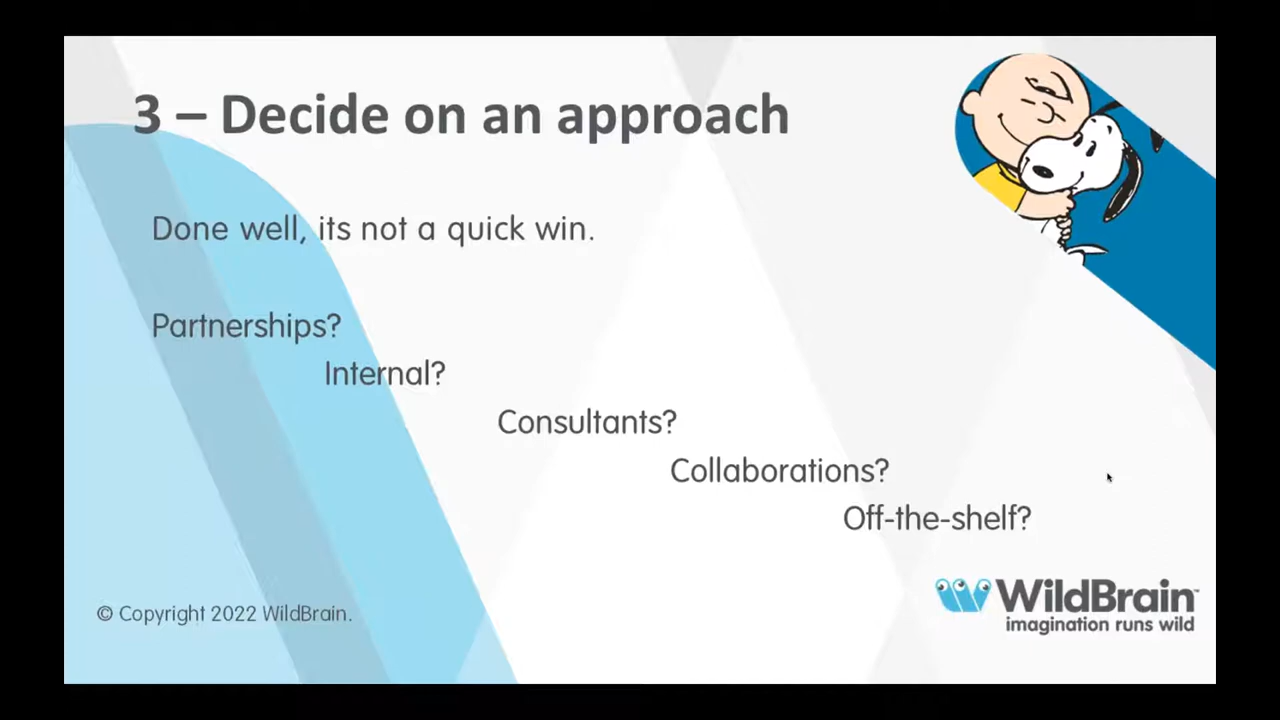 3 – Decide on an approach
Done well, its not a quick win.
Partnerships?
Internal?
Consultants?
Collaborations?
Off-the-shelf?
© Copyright 2022 WildBrain.
WildBrain™
imagination runs wild